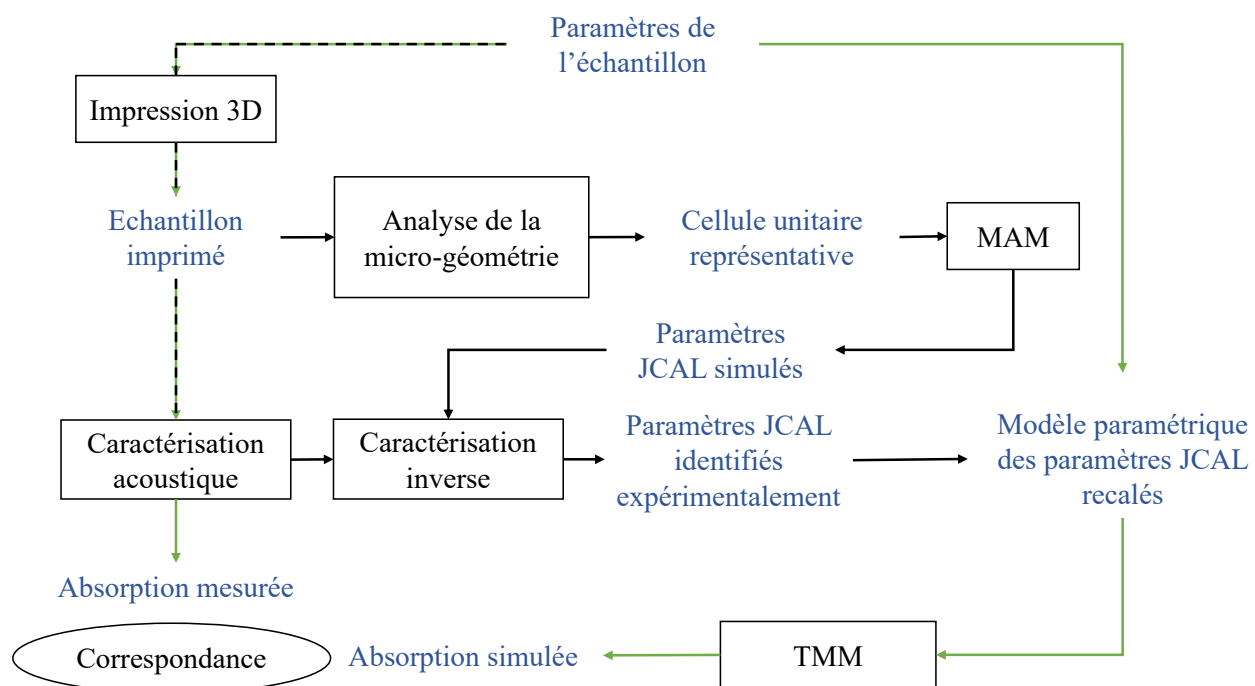 Paramètres de
l’échantillon
Impression 3D
Echantillon
imprimé
Analyse de la
micro-géométrie
Cellule unitaire
représentative
MAM
Paramètres
JCAL simulés
Caractérisation
acoustique
Caractérisation
inverse
Paramètres JCAL
identifiés
expérimentalement
Modèle paramétrique
des paramètres JCAL
recalés
Absorption mesurée
Correspondance
Absorption simulée
TMM